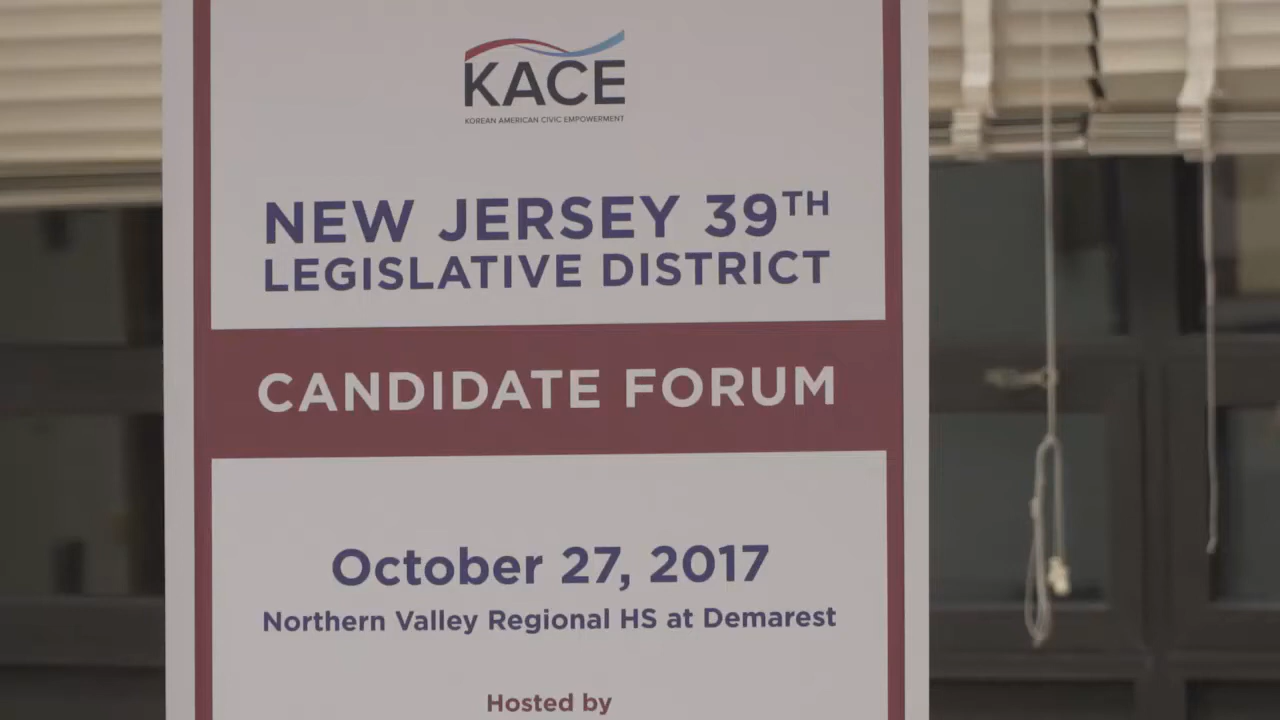 KACE
KOREAN AMERICAN CIVIC EMPOWERMENT
NEW JERSEY 39TH
LEGISLATIVE DISTRICT
CANDIDATE FORUM
October 27, 2017
Northern Valley Regional HS at Demarest
Hosted by